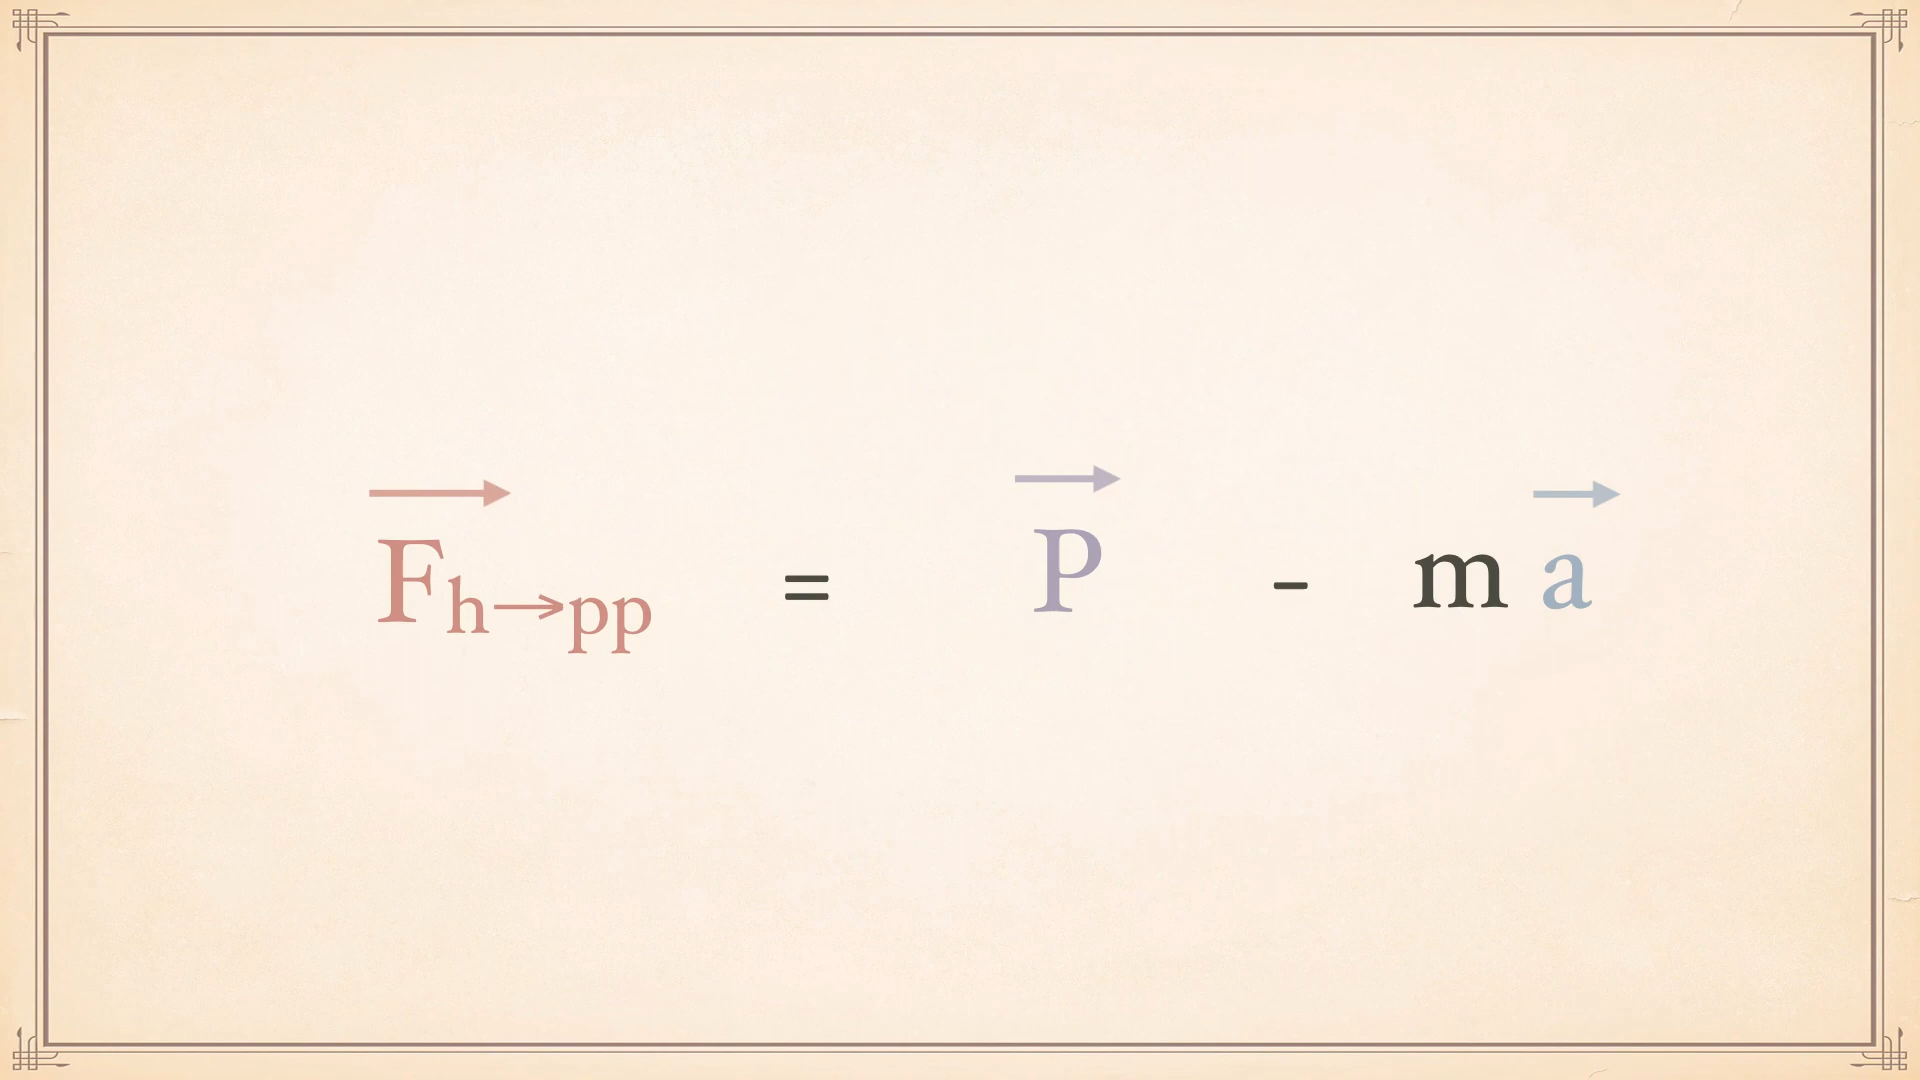 F h→pp = P - m a